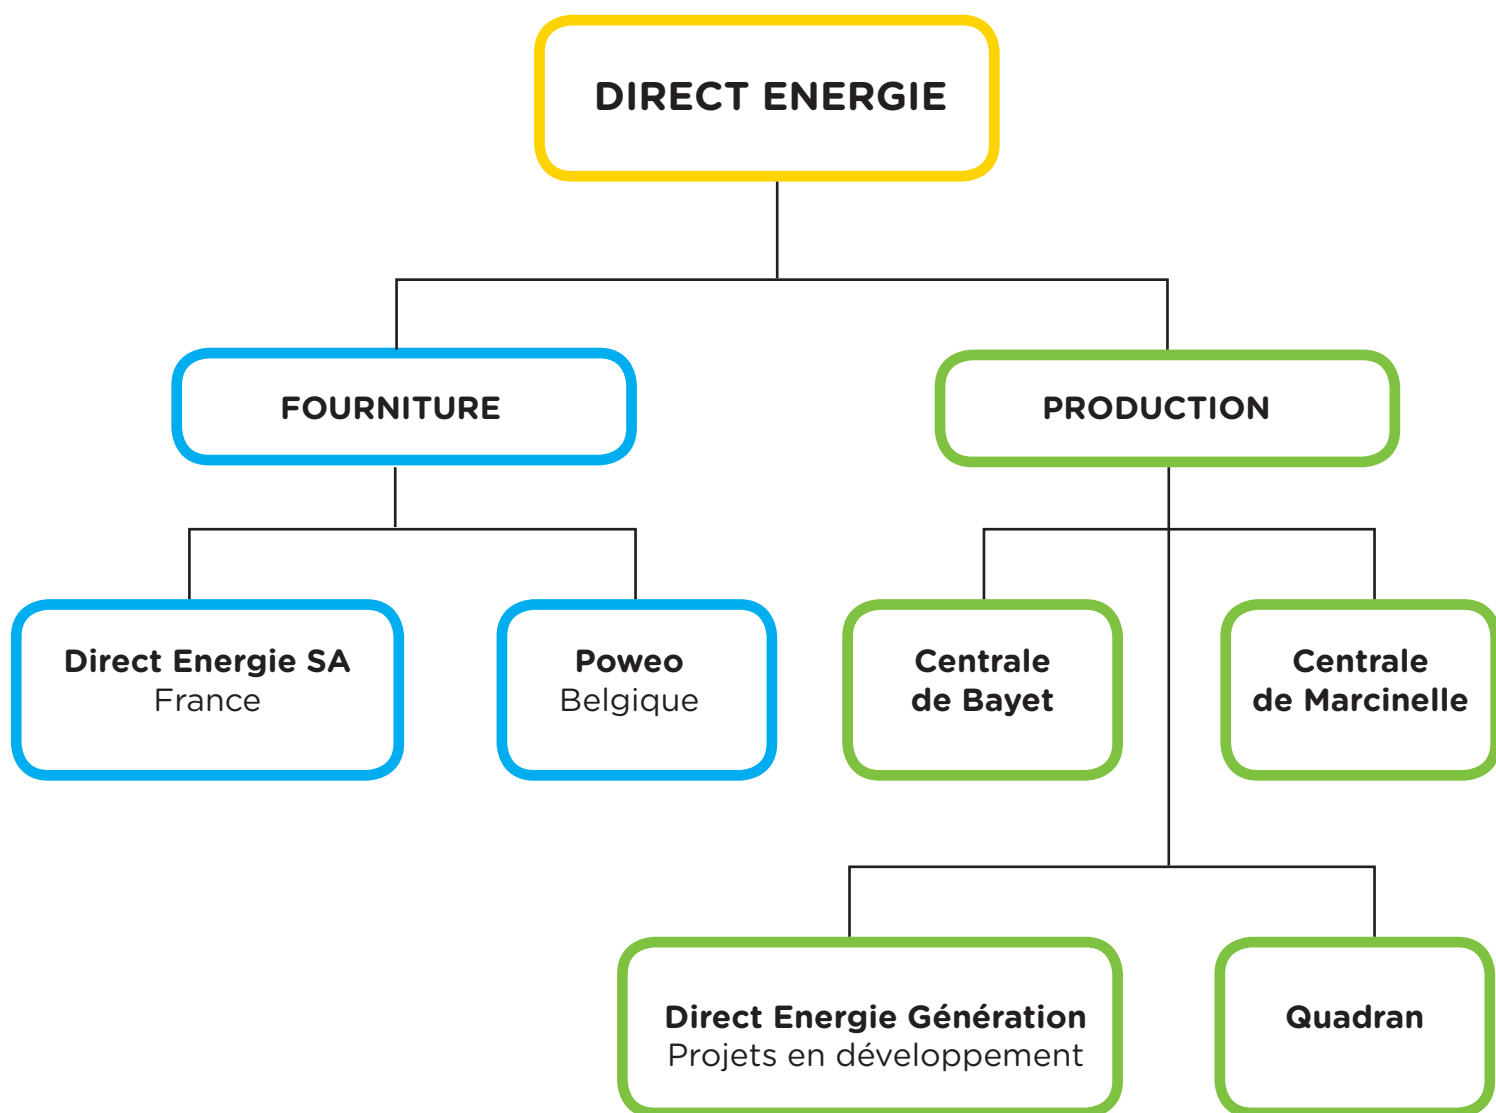 DIRECT ENERGIE
FOURNITURE
PRODUCTION
Direct Energie SA
France
Poweo
Belgique
Centrale
de Bayet
Centrale
de Marcinelle
Direct Energie Génération
Projets en développement
Quadran